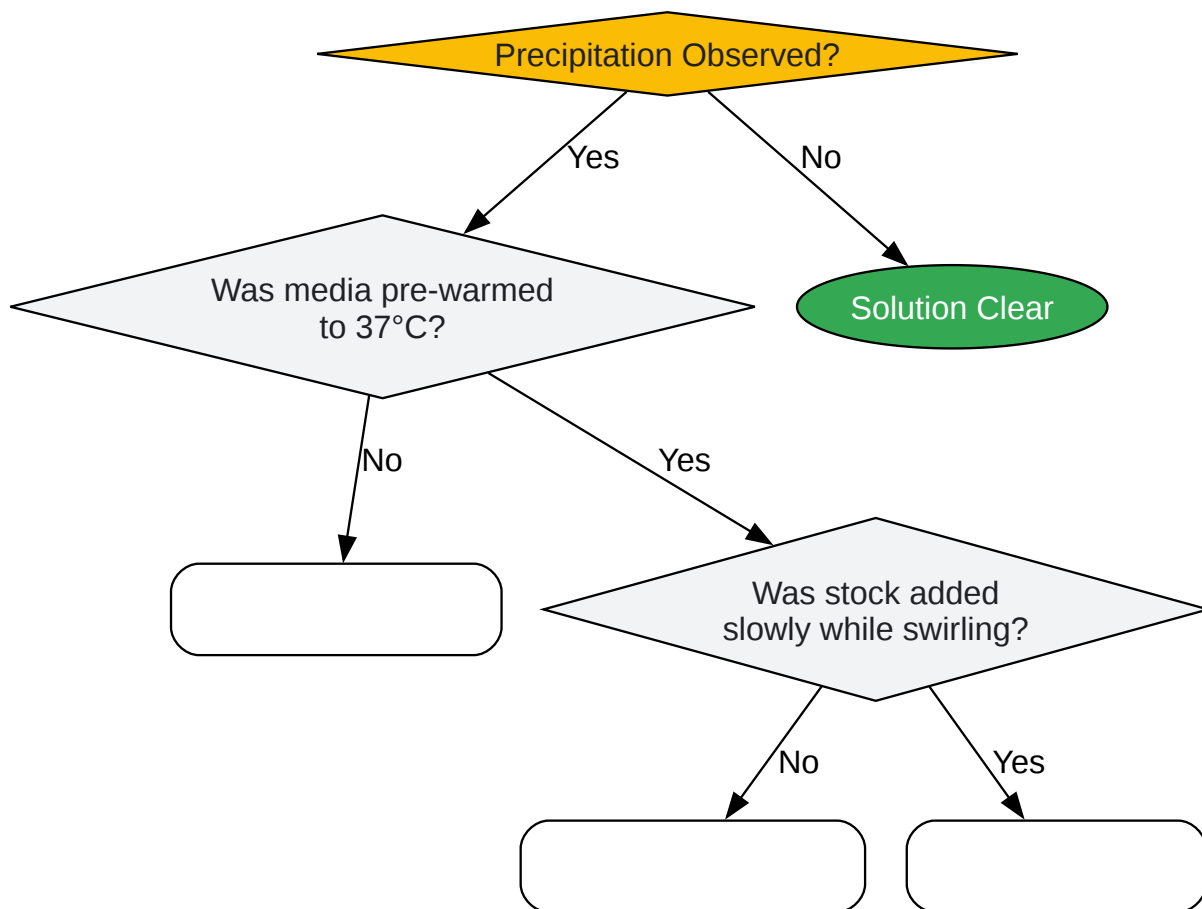 Precipitation Observed?
Yes
No
Was media pre-warmed
to 37°C?
Solution Clear
No
Yes
Was stock added
slowly while swirling?
No
Yes